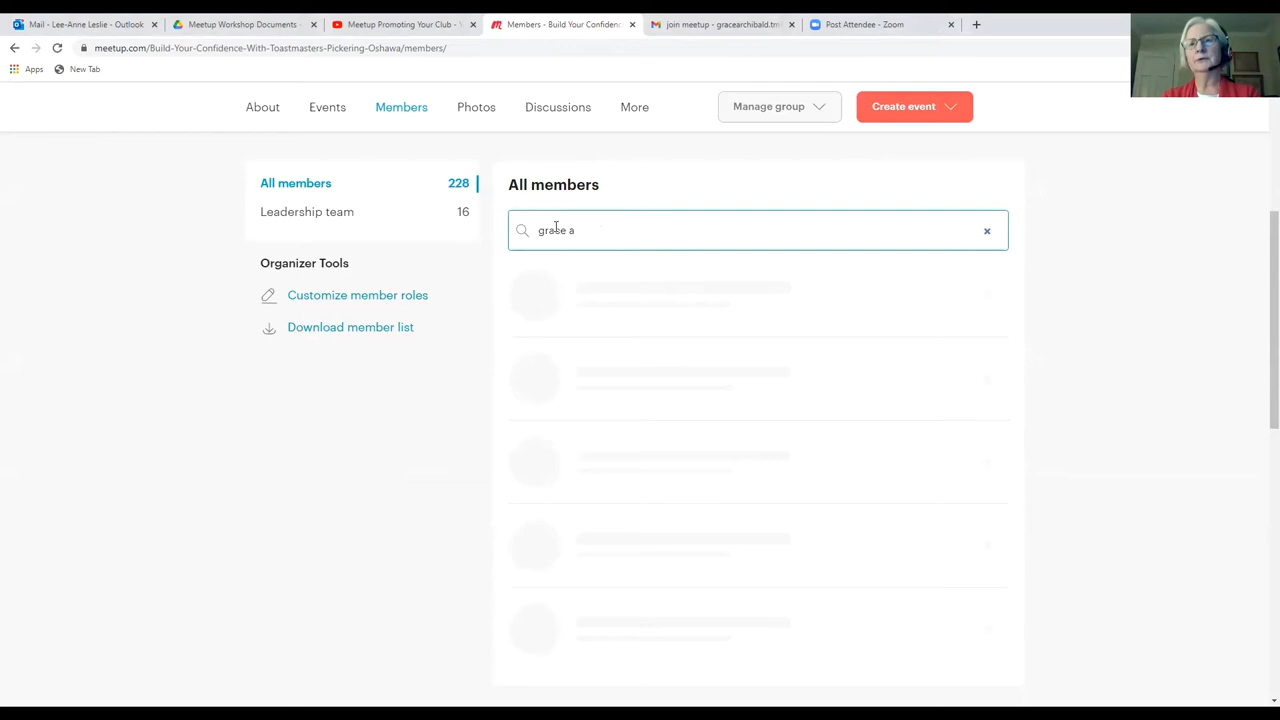 Mail - Lee-Anne Leslie - Outlook
Meetup Workshop Documents -
Meetup Promoting Your Club -
Members - Build Your Confidenc
join meetup - gracearchibald.tm
Post Attendee - Zoom
meetup.com/Build-Your-Confidence-With-Toastmasters-Pickering-Oshawa/members/
Apps
New Tab
About
Events
Members
Photos
Discussions
More
Manage group
Create event
All members 228
Leadership team 16
Organizer Tools
Customize member roles
Download member list
All members
grace a